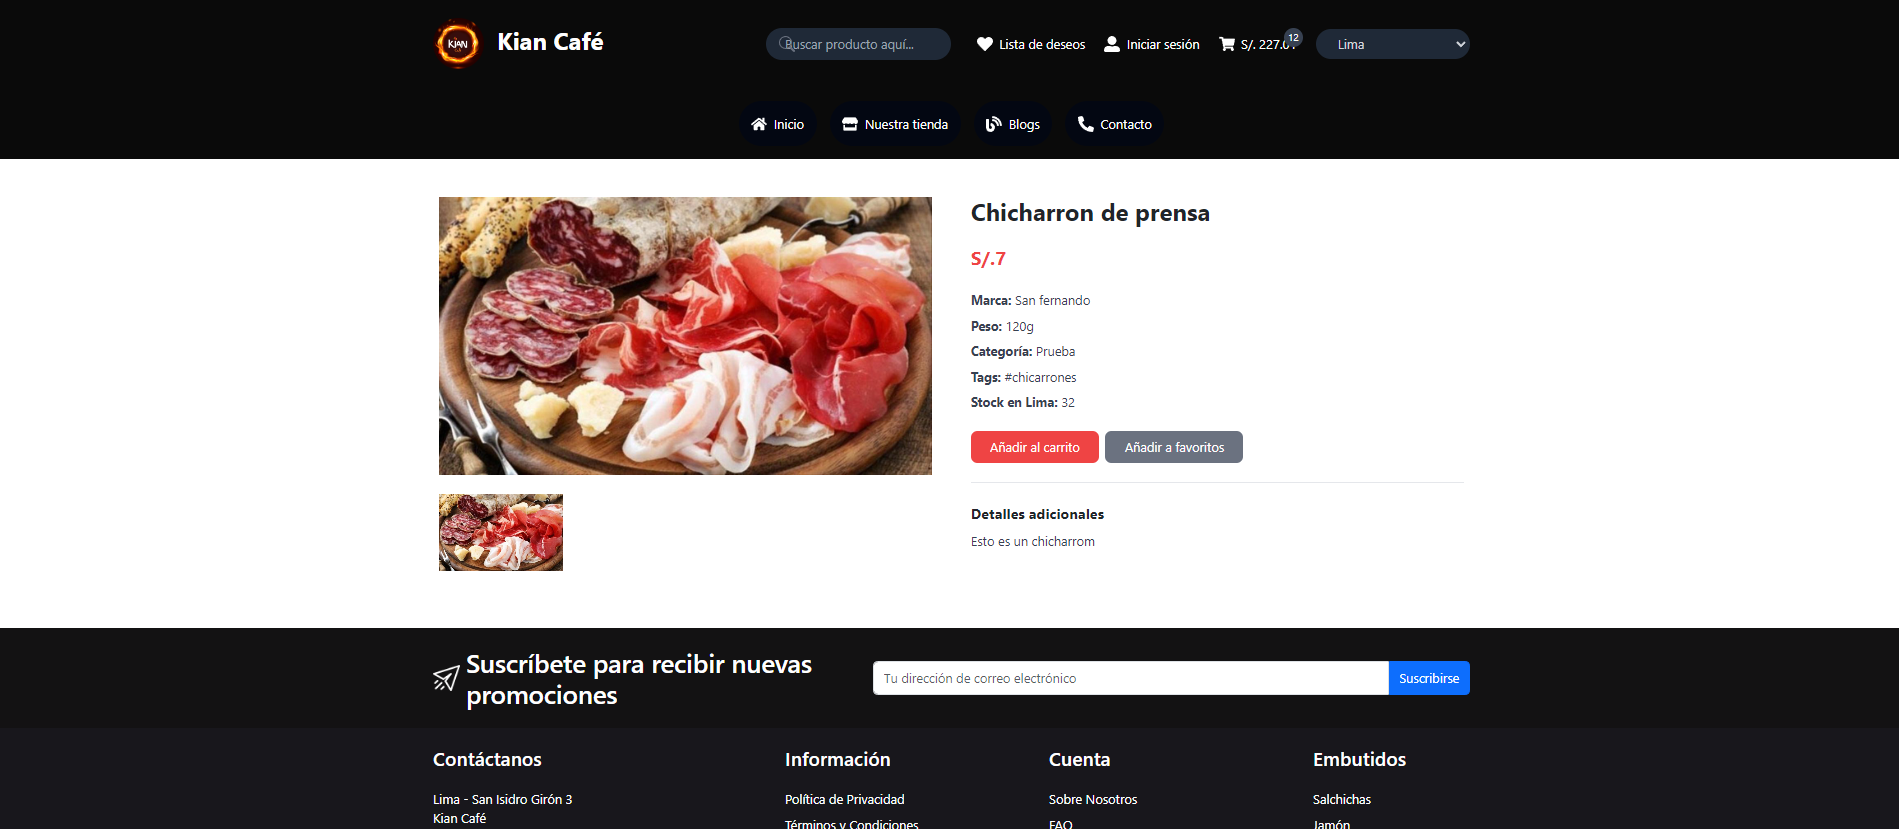 KIAN
Kian Café
Buscar producto aquí...
Lista de deseos
Iniciar sesión
S/. 227.0
12
Lima
Inicio
Nuestra tienda
Blogs
Contacto
Chicharron de prensa
S/.7
Marca: San fernando
Peso: 120g
Categoría: Prueba
Tags: #chicarrones
Stock en Lima: 32
Añadir al carrito
Añadir a favoritos
Detalles adicionales
Esto es un chicharrom
Suscríbete para recibir nuevas
promociones
Tu dirección de correo electrónico
Suscribirse
Contáctanos
Información
Cuenta
Embutidos
Lima - San Isidro Girón 3
Política de Privacidad
Sobre Nosotros
Salchichas
Kian Café
Términos y Condiciones
FAQ
Jamón